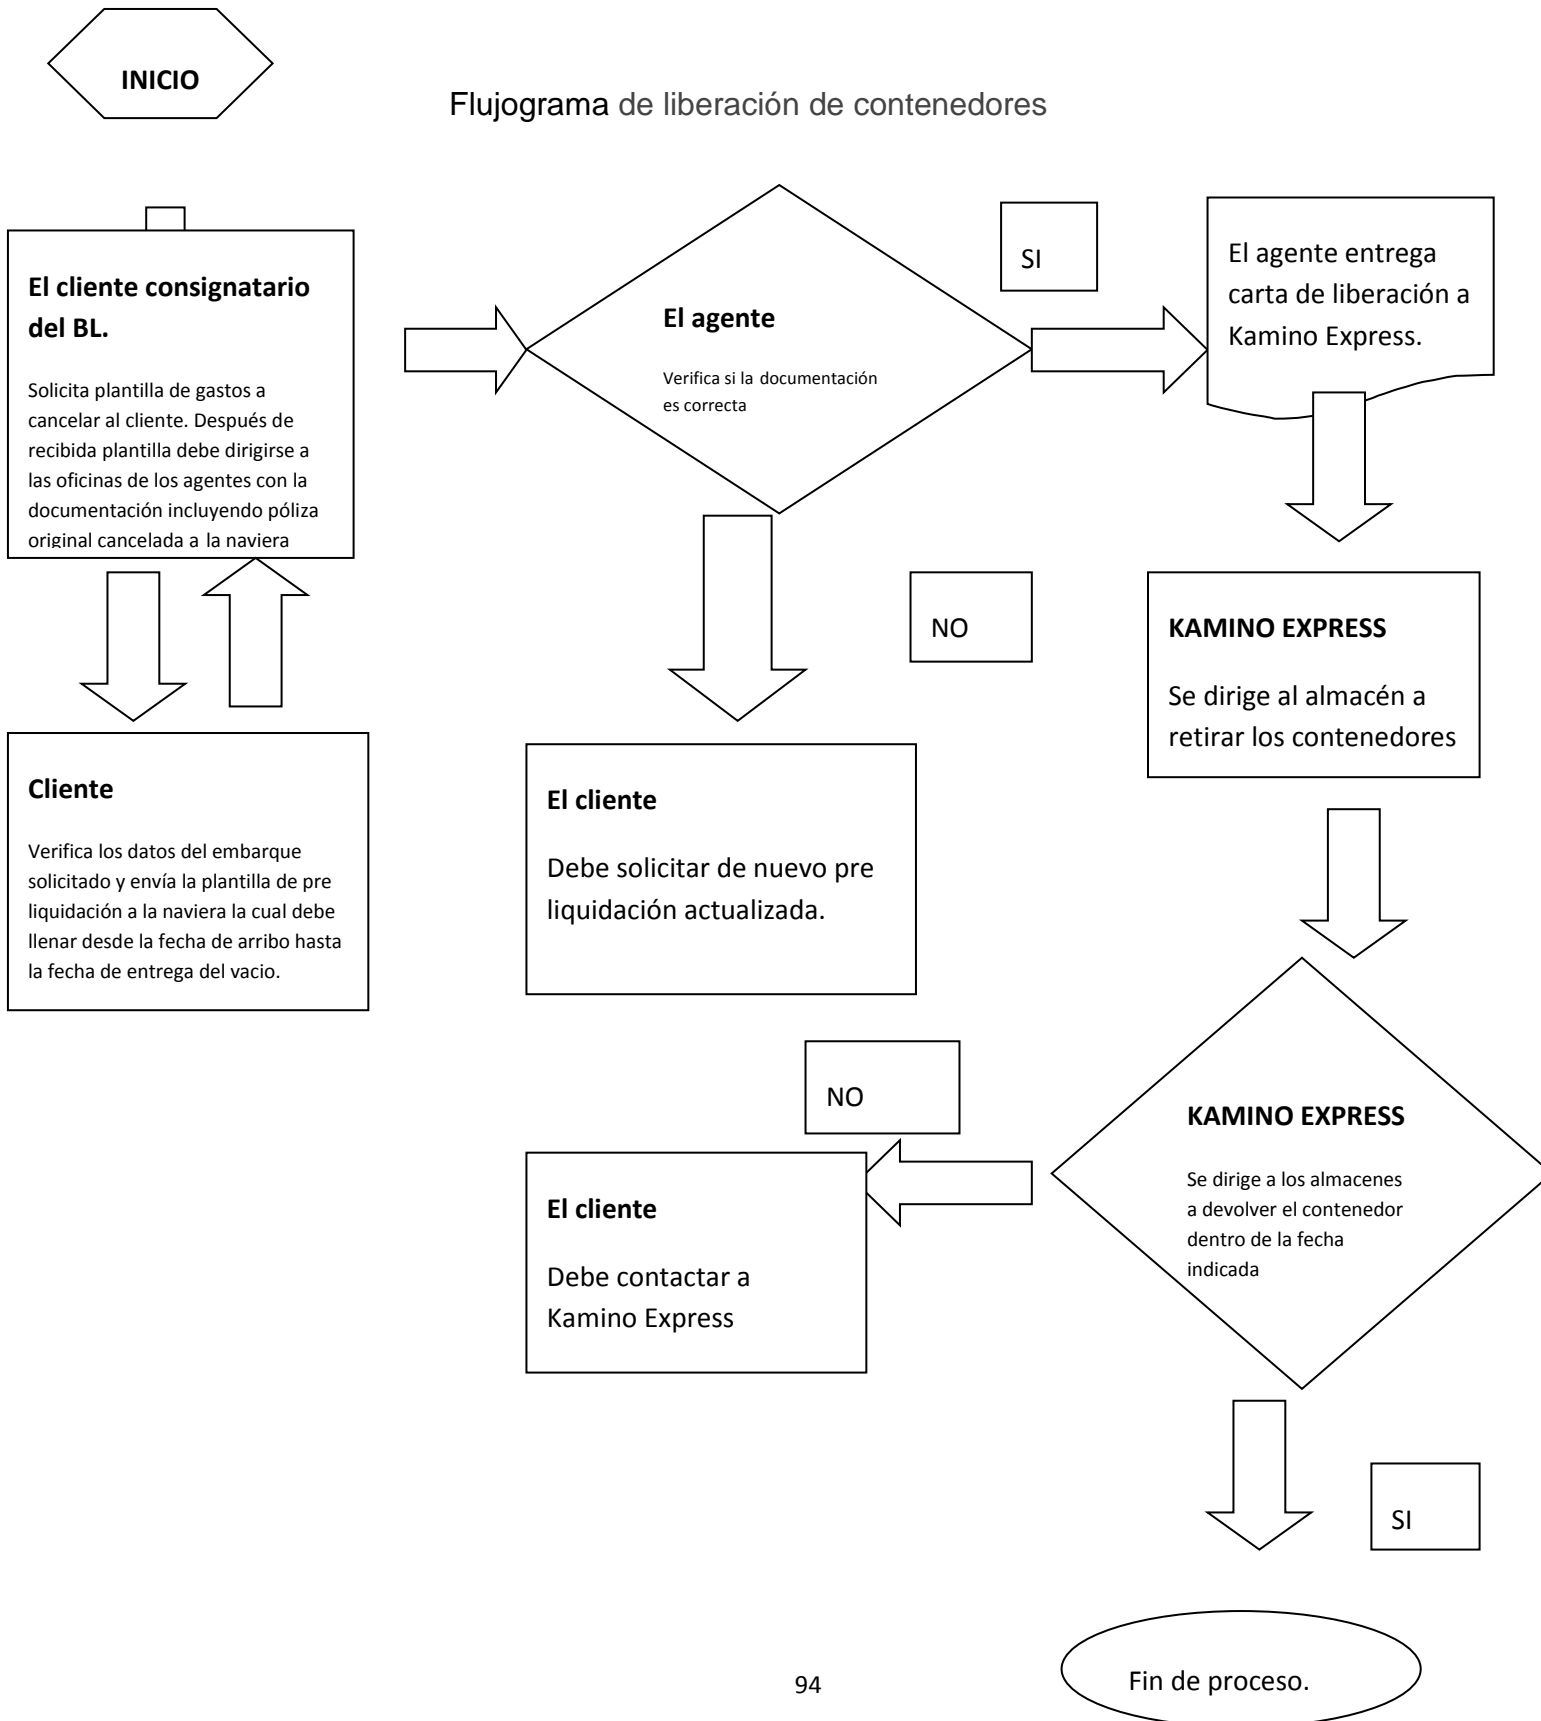 INICIO
Flujograma de liberación de contenedores
El cliente consignatario
del BL.
Solicita plantilla de gastos a
cancelar al cliente. Después de
recibida plantilla debe dirigirse a
las oficinas de los agentes con la
documentación incluyendo póliza
original cancelada a la naviera
El agente
Verifica si la documentación
es correcta
SI
El agente entrega
carta de liberación a
Kamino Express.
NO
KAMINO EXPRESS
Se dirige al almacén a
retirar los contenedores
Cliente
Verifica los datos del embarque
solicitado y envía la plantilla de pre
liquidación a la naviera la cual debe
llenar desde la fecha de arribo hasta
la fecha de entrega del vacio.
El cliente
Debe solicitar de nuevo pre
liquidación actualizada.
NO
KAMINO EXPRESS
Se dirige a los almacenes
a devolver el contenedor
dentro de la fecha
indicada
El cliente
Debe contactar a
Kamino Express
SI
Fin de proceso.
94